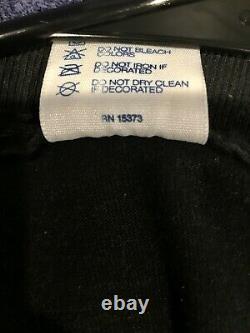 DO NOT BLEACH
COLORS
DO NOT IRON IF
DECORATED
DO NOT DRY CLEAN
IF DECORATED
RN 15373